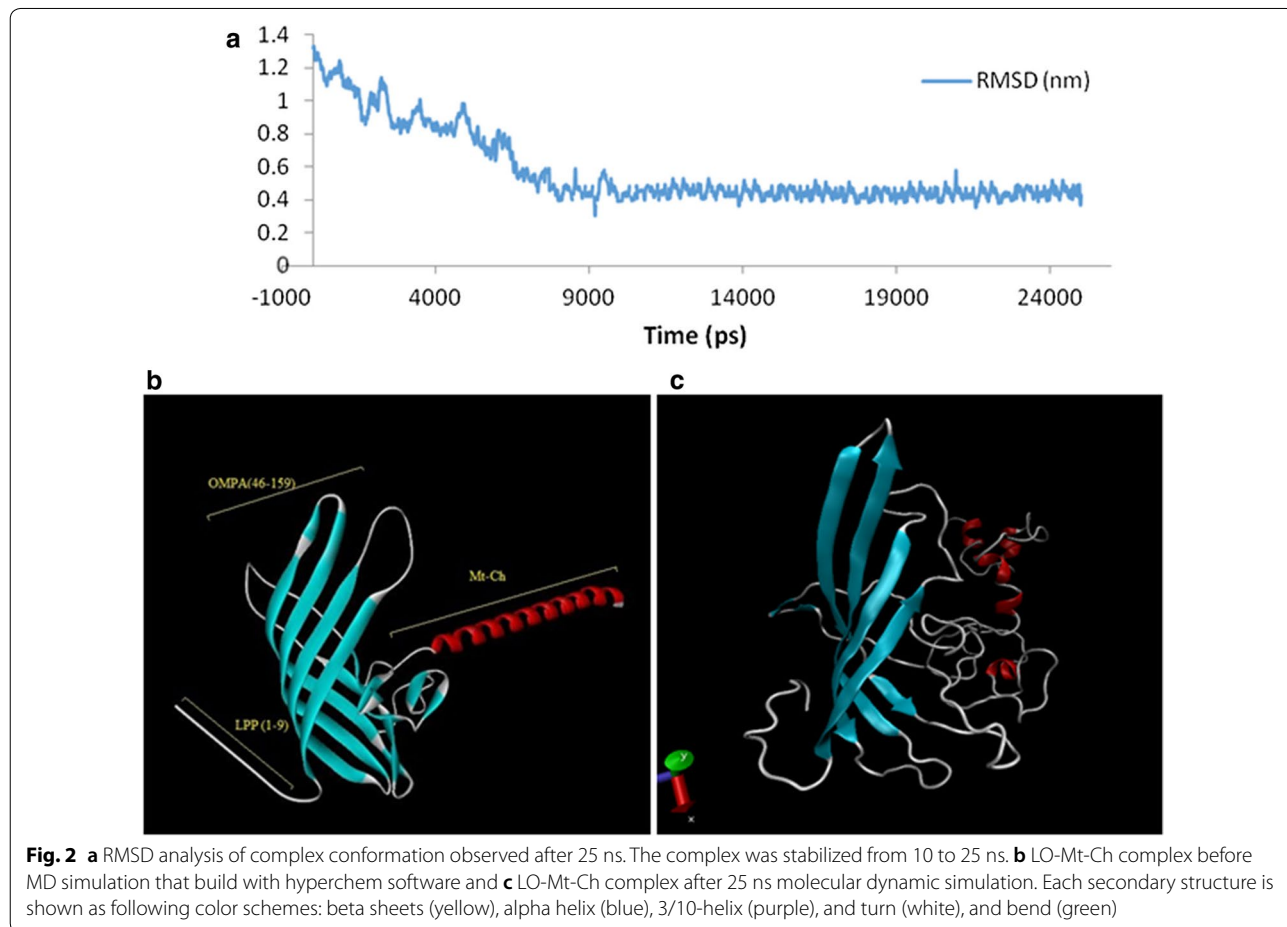 a
1.4
1.2
1
0.8
0.6
0.4
0.2
0
RMSD (nm)
-1000 4000 9000 14000 19000 24000
Time (ps)
b
c
OMPA(46-159)
Mt-Ch
LPP (1-9)
y
x
Fig. 2 a RMSD analysis of complex conformation observed after 25 ns. The complex was stabilized from 10 to 25 ns. b LO-Mt-Ch complex before
MD simulation that build with hyperchem software and c LO-Mt-Ch complex after 25 ns molecular dynamic simulation. Each secondary structure is
shown as following color schemes: beta sheets (yellow), alpha helix (blue), 3/10-helix (purple), and turn (white), and bend (green)